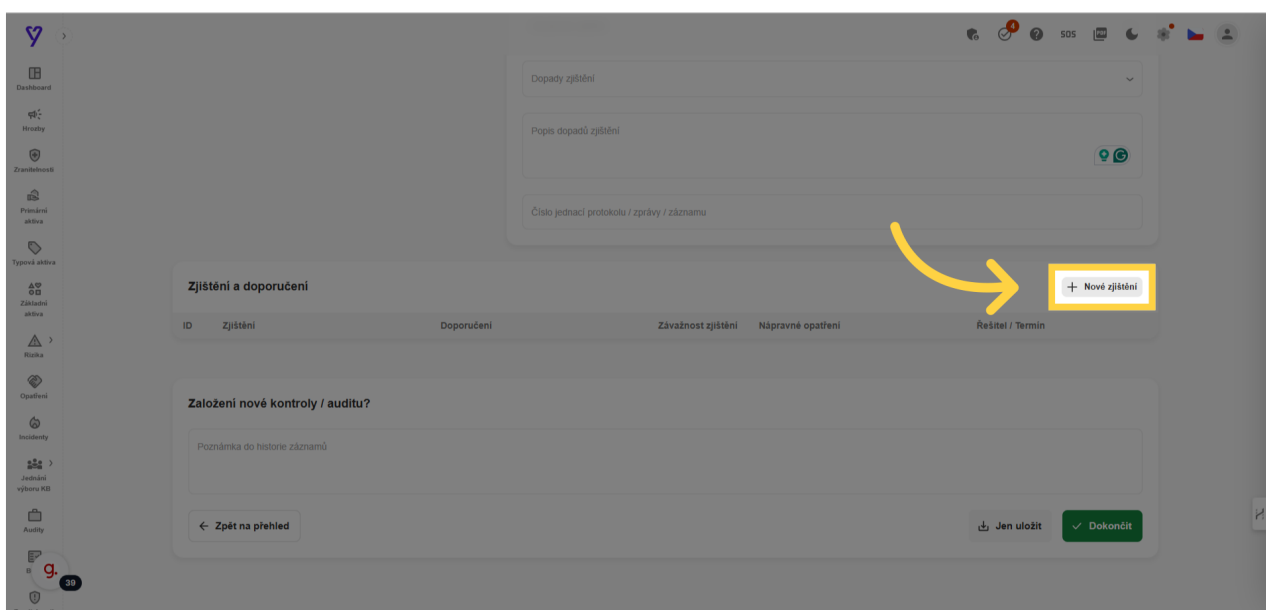 4
SOS
PDF
Dashboard
Hrozby
Zranitelnosti
Primární
aktiva
Typová aktiva
Základní
aktiva
Rizika
Opatření
Incidenty
Jednání
výboru KB
Audity
g.
39
Dopady zjištění
Popis dopadů zjištění
Číslo jednací protokolu / zprávy / záznamu
Zjištění a doporučení
Nové zjištění
ID Zjištění Doporučení Závažnost zjištění Nápravné opatření Řešitel / Termín
Založení nové kontroly / auditu?
Poznámka do historie záznamů
Zpět na přehled
Jen uložit
Dokončit